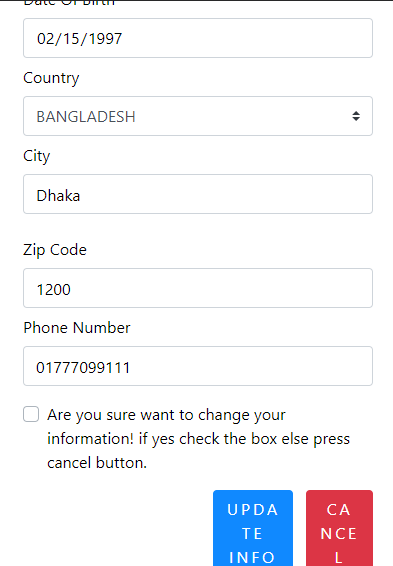 Date Of Birth
02/15/1997
Country
BANGLADESH
City
Dhaka
Zip Code
1200
Phone Number
01777099111
Are you sure want to change your
information! if yes check the box else press
cancel button.
UPDA
TE
INFO
CA
NCE
L